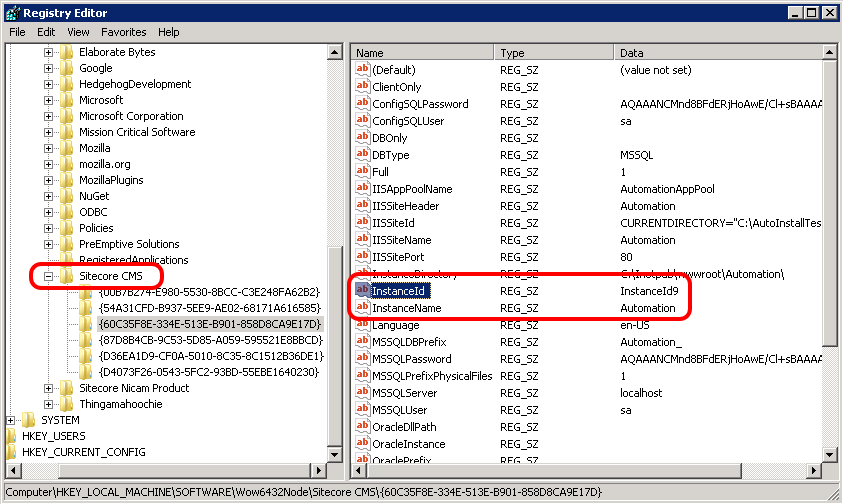 Registry Editor
File Edit View Favorites Help
Elaborate Bytes
Google
HedgehogDevelopment
Microsoft
Microsoft Corporation
Mission Critical Software
Mozilla
mozilla.org
MozillaPlugins
NuGet
ODBC
Policies
PreEmptive Solutions
RegisteredApplications
Sitecore CMS
{00B7B274-E980-5530-8BCC-C3E248FA62B2}
{54A31CFD-B937-5EE9-AE02-68171A616585}
{60C35F8E-334E-513E-B901-858D8CA9E17D}
{87D8B4CB-9C53-5D85-A059-595521E8BBCD}
{D36EA1D9-CF0A-5010-8C35-8C1512B36DE1}
{D4073F26-0543-5FC2-93BD-55EBE1640230}
Sitecore Nicam Product
Thingamahoochie
SYSTEM
HKEY_USERS
HKEY_CURRENT_CONFIG
Name Type Data
(Default) REG_SZ (value not set)
ClientOnly REG_SZ
ConfigSQLPassword REG_SZ AQAAANCMnd8BFdERjHoAwE/Cl+sBAAAA
ConfigSQLUser REG_SZ sa
DBOnly REG_SZ
DBType REG_SZ MSSQL
Full REG_SZ 1
IISAppPoolName REG_SZ AutomationAppPool
IISSiteHeader REG_SZ Automation
IISSiteId REG_SZ CURRENTDIRECTORY="C:\AutoInstallTes
IISSiteName REG_SZ Automation
IISSitePort REG_SZ 80
InstanceDirectory REG_SZ C:\Inetpub\wwwroot\Automation\
InstanceId REG_SZ InstanceId9
InstanceName REG_SZ Automation
Language REG_SZ en-US
MSSQLDBPrefix REG_SZ Automation_
MSSQLPassword REG_SZ AQAAANCMnd8BFdERjHoAwE/Cl+sBAAAA
MSSQLPrefixPhysicalFiles REG_SZ 1
MSSQLServer REG_SZ localhost
MSSQLUser REG_SZ sa
OracleDllPath REG_SZ
OracleInstance REG_SZ
OraclePrefix REG_SZ
Computer\HKEY_LOCAL_MACHINE\SOFTWARE\Wow6432Node\Sitecore CMS\{60C35F8E-334E-513E-B901-858D8CA9E17D}